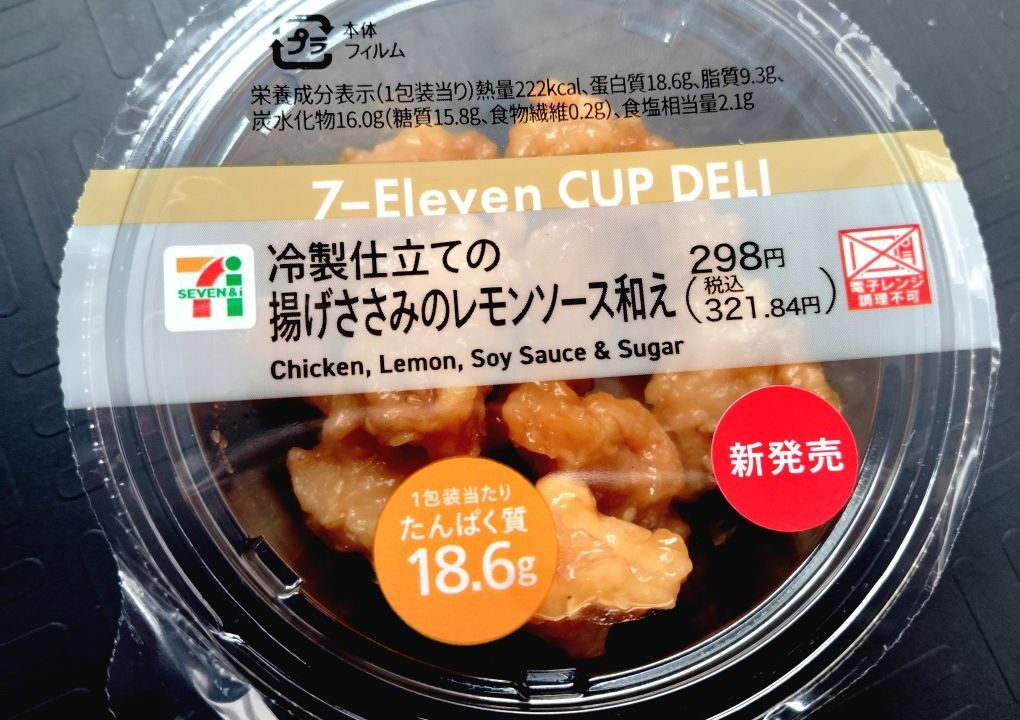 プラ
本体
フィルム
栄養成分表示(1包装当り)熱量222kcal、蛋白質18.6g、脂質9.3g、
炭水化物16.0g(糖質15.8g、食物繊維0.2g)、食塩相当量2.1g
7-Eleven CUP DELI
SEVEN&i
冷製仕立ての
揚げささみのレモンソース和え
298円
(税込
321.84円)
電子レンジ
調理不可
Chicken, Lemon, Soy Sauce & Sugar
新発売
1包装当たり
たんぱく質
18.6g